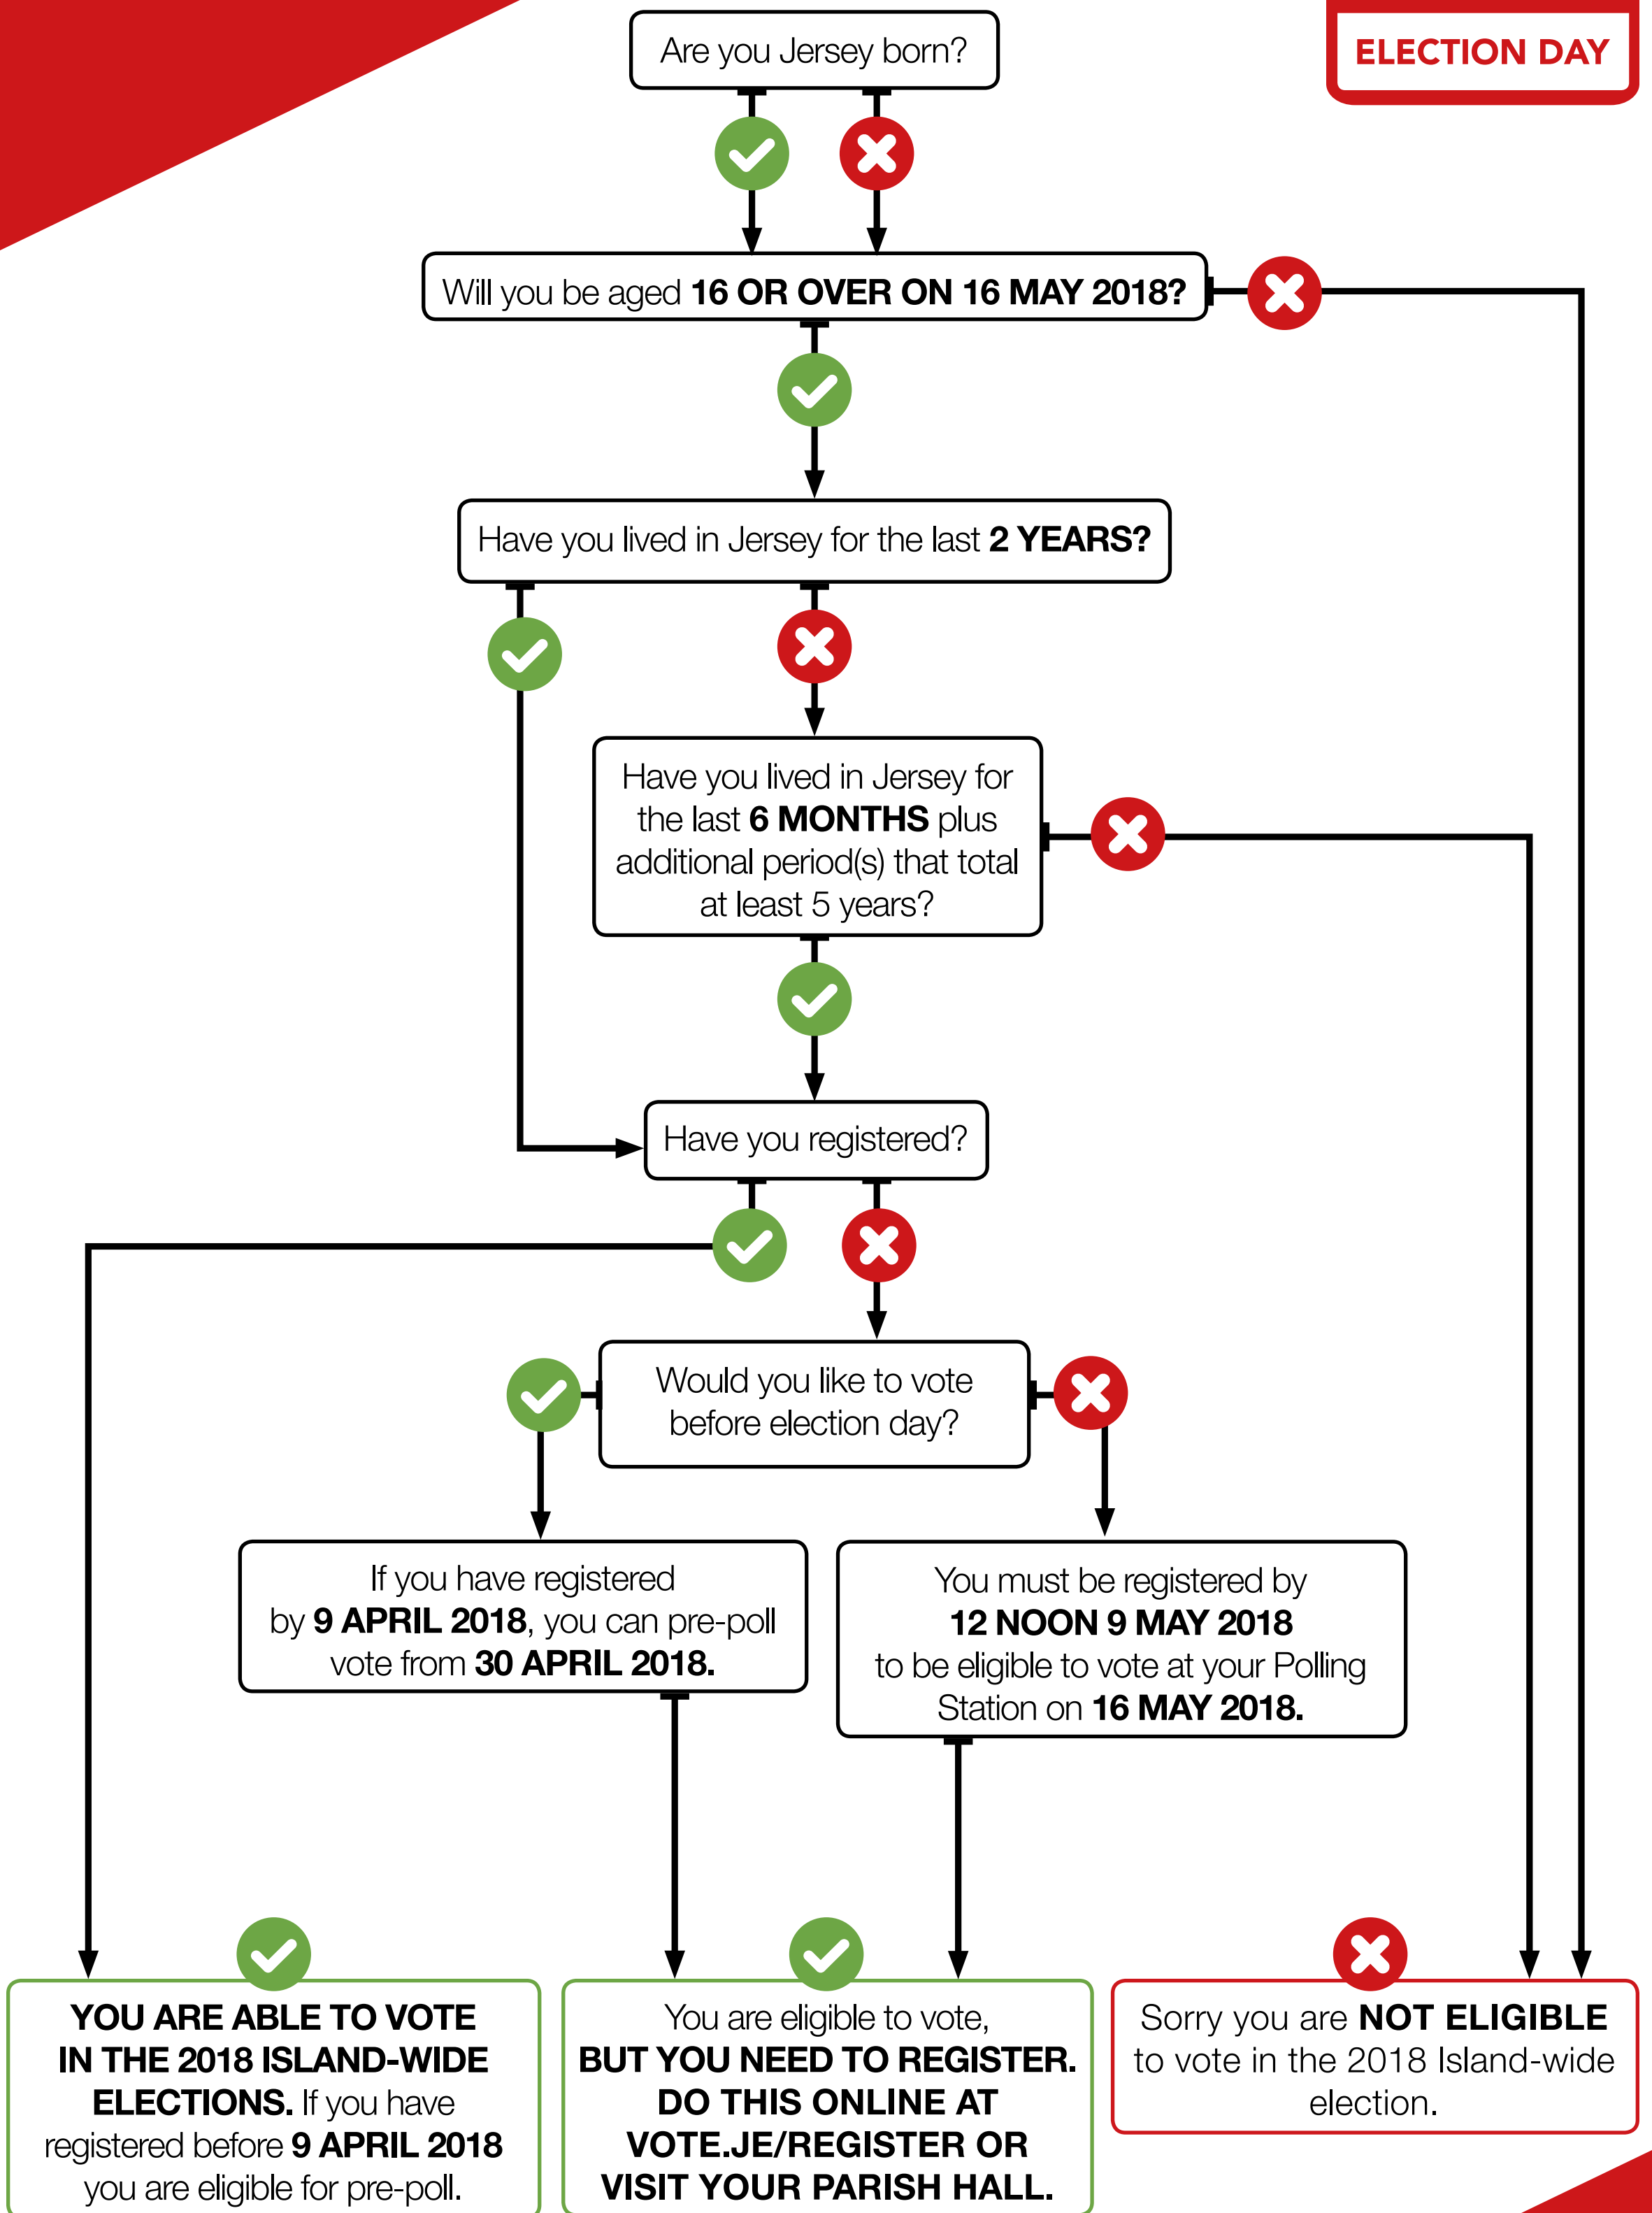 Are you Jersey born?
ELECTION DAY
Will you be aged 16 OR OVER ON 16 MAY 2018?
Have you lived in Jersey for the last 2 YEARS?
Have you lived in Jersey for
the last 6 MONTHS plus
additional period(s) that total
at least 5 years?
Have you registered?
Would you like to vote
before election day?
If you have registered
by 9 APRIL 2018, you can pre-poll
vote from 30 APRIL 2018.
You must be registered by
12 NOON 9 MAY 2018
to be eligible to vote at your Polling
Station on 16 MAY 2018.
YOU ARE ABLE TO VOTE
IN THE 2018 ISLAND-WIDE
ELECTIONS. If you have
registered before 9 APRIL 2018
you are eligible for pre-poll.
You are eligible to vote,
BUT YOU NEED TO REGISTER.
DO THIS ONLINE AT
VOTE.JE/REGISTER OR
VISIT YOUR PARISH HALL.
Sorry you are NOT ELIGIBLE
to vote in the 2018 Island-wide
election.